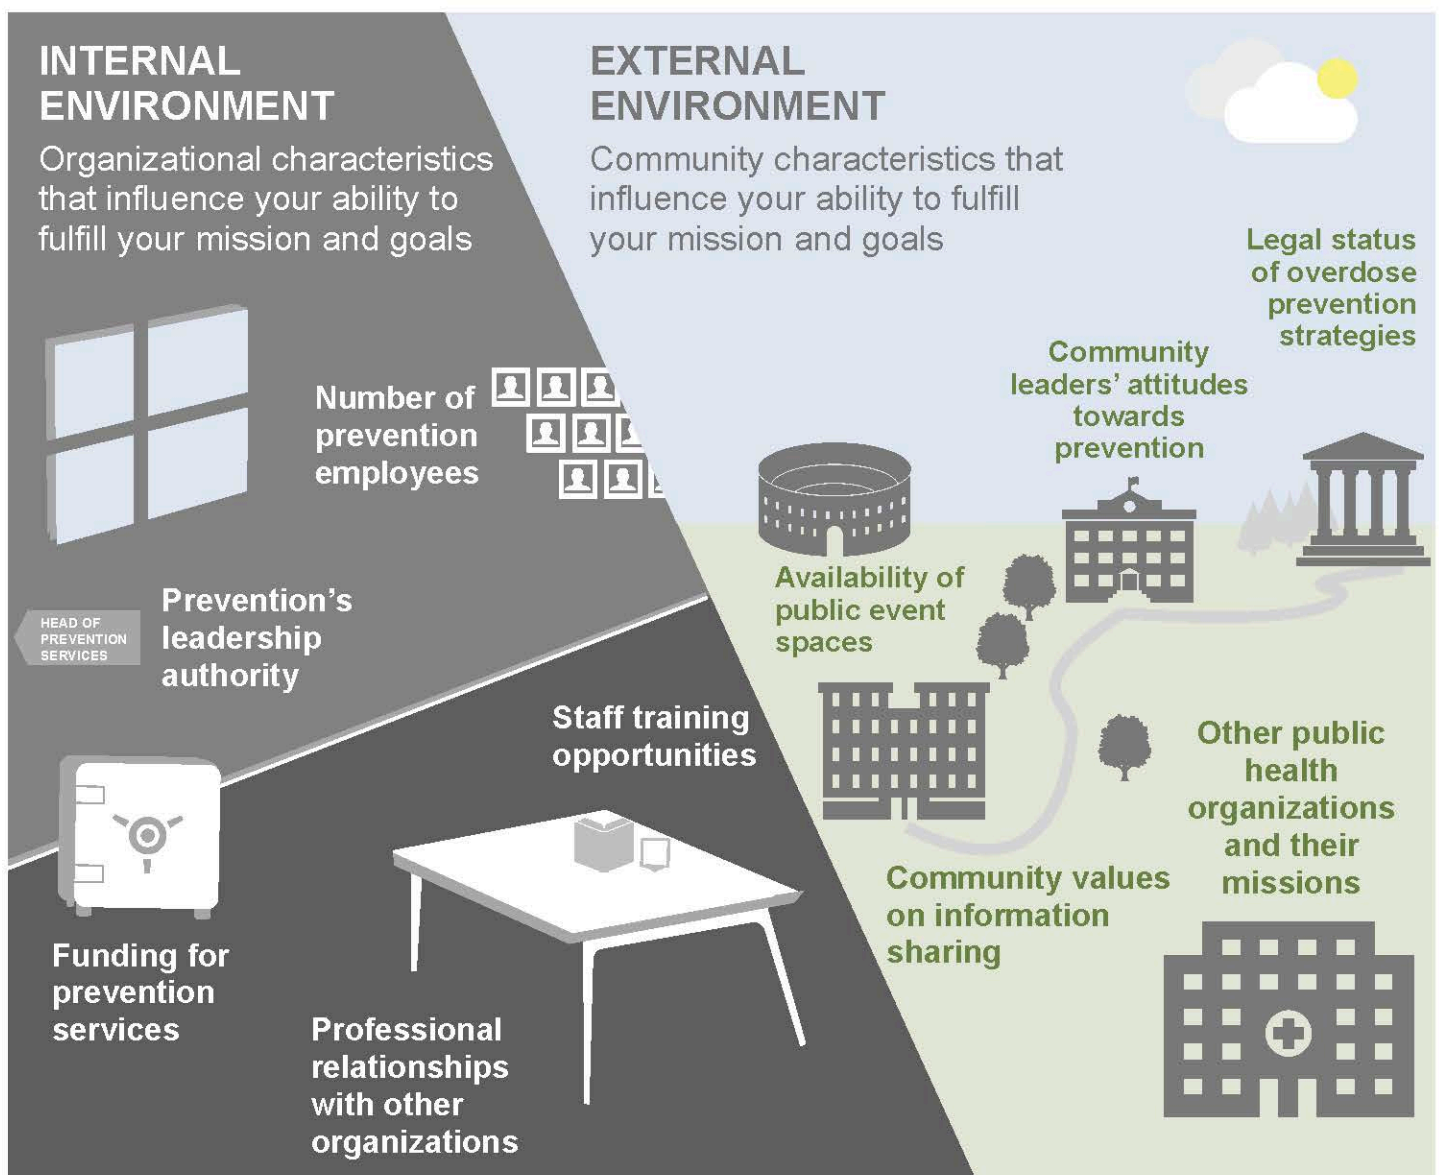 INTERNAL
ENVIRONMENT
Organizational characteristics
that influence your ability to
fulfill your mission and goals
Number of
prevention
employees
HEAD OF
PREVENTION
SERVICES
Prevention's
leadership
authority
Staff training
opportunities
Funding for
prevention
services
Professional
relationships
with other
organizations
EXTERNAL
ENVIRONMENT
Community characteristics that
influence your ability to fulfill
your mission and goals
Legal status
of overdose
prevention
strategies
Community
leaders' attitudes
towards
prevention
Availability of
public event
spaces
Other public
health
organizations
and their
missions
Community values
on information
sharing